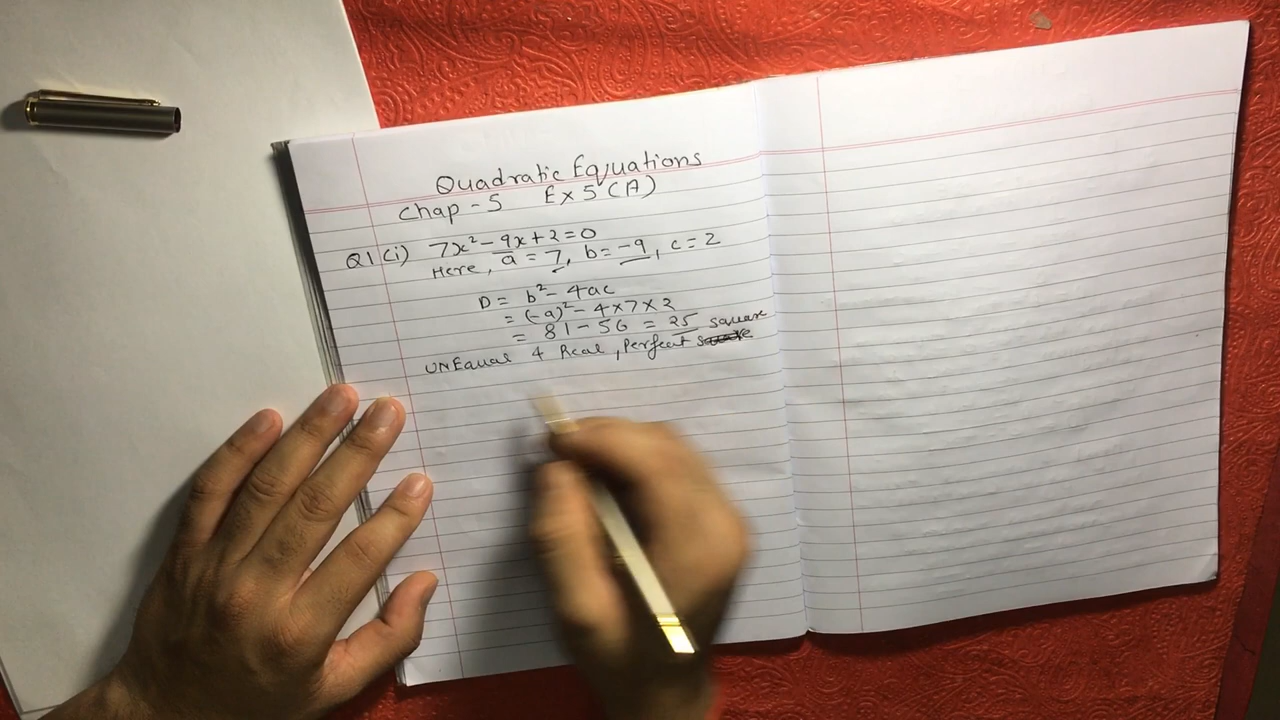 Quadratic Equations
Chap - 5 Ex 5 (A)
Q1(i) 7x² - 9x + 2 = 0
Here, a = 7, b = -9, c = 2
D = b² - 4ac
= (-9)² - 4×7×2
= 81 - 56 = 25
UNEqual & Real, Perfect square